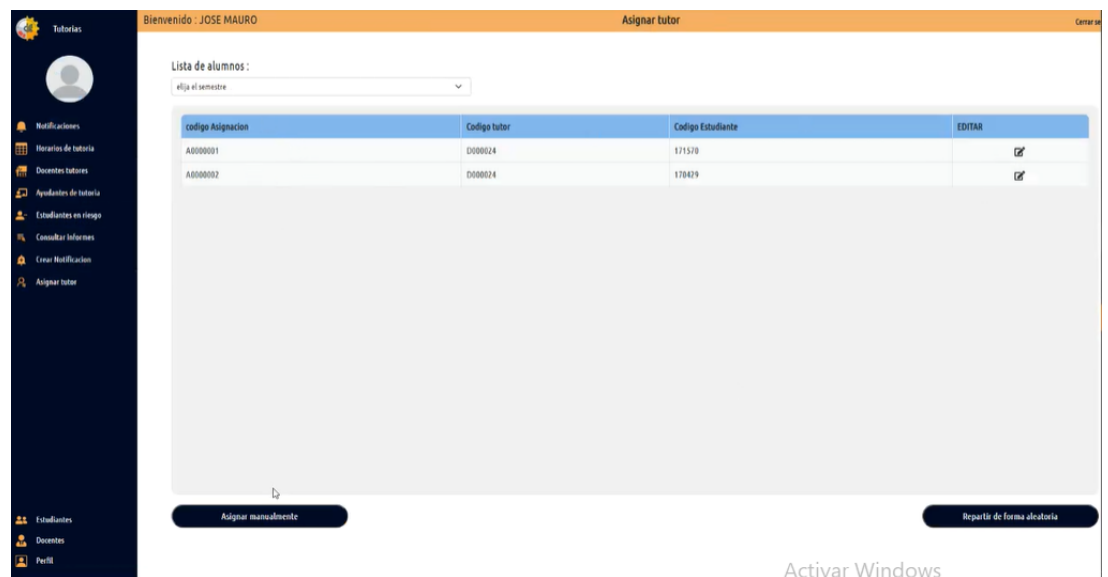 Tutorias
Bienvenido : JOSE MAURO
Asignar tutor
Cerrar se
Lista de alumnos :
elija el semestre
Notificaciones
Horarios de tutoria
Docentes tutores
Ayudantes de tutoria
Estudiantes en riesgo
Consultar Informes
Crear Notificacion
Asignar tutor
codigo Asignacion Codigo tutor Codigo Estudiante EDITAR
A0000001 D000024 171570
A0000002 D000024 170429
Asignar manualmente
Repartir de forma aleatoria
Estudiantes
Docentes
Perfil
Activar Windows